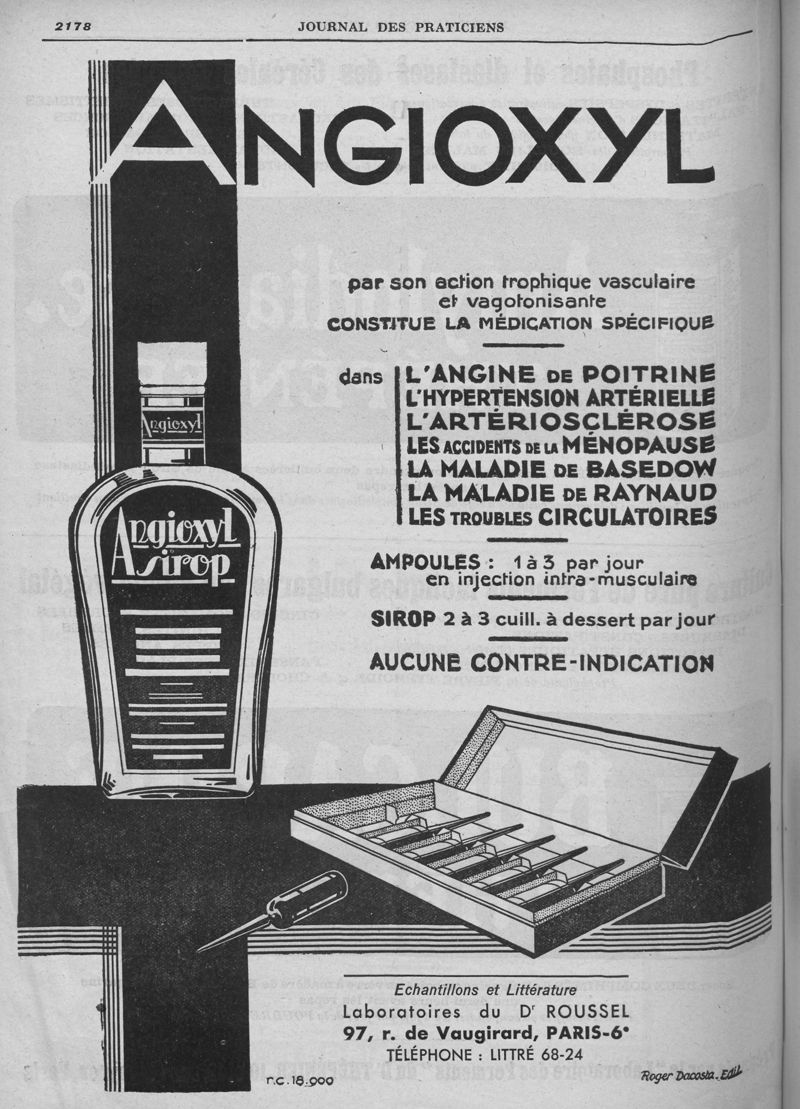 2178
JOURNAL DES PRATICIENS
ANGIOXYL
par son action trophique vasculaire
et vagotonisante
CONSTITUE LA MÉDICATION SPÉCIFIQUE
dans
L'ANGINE DE POITRINE
L'HYPERTENSION ARTÉRIELLE
L'ARTÉRIOSCLÉROSE
LES ACCIDENTS DE LA MÉNOPAUSE
LA MALADIE DE BASEDOW
LA MALADIE DE RAYNAUD
LES TROUBLES CIRCULATOIRES
Angioxyl
Angioxyl
sirop
AMPOULES : 1 à 3 par jour
en injection intra-musculaire
SIROP 2 à 3 cuill. à dessert par jour
AUCUNE CONTRE-INDICATION
Echantillons et Littérature
Laboratoires du Dr ROUSSEL
97, r. de Vaugirard, PARIS-6e
TÉLÉPHONE : LITTRÉ 68-24
r.c. 18.900
Roger Dacosta. Edit